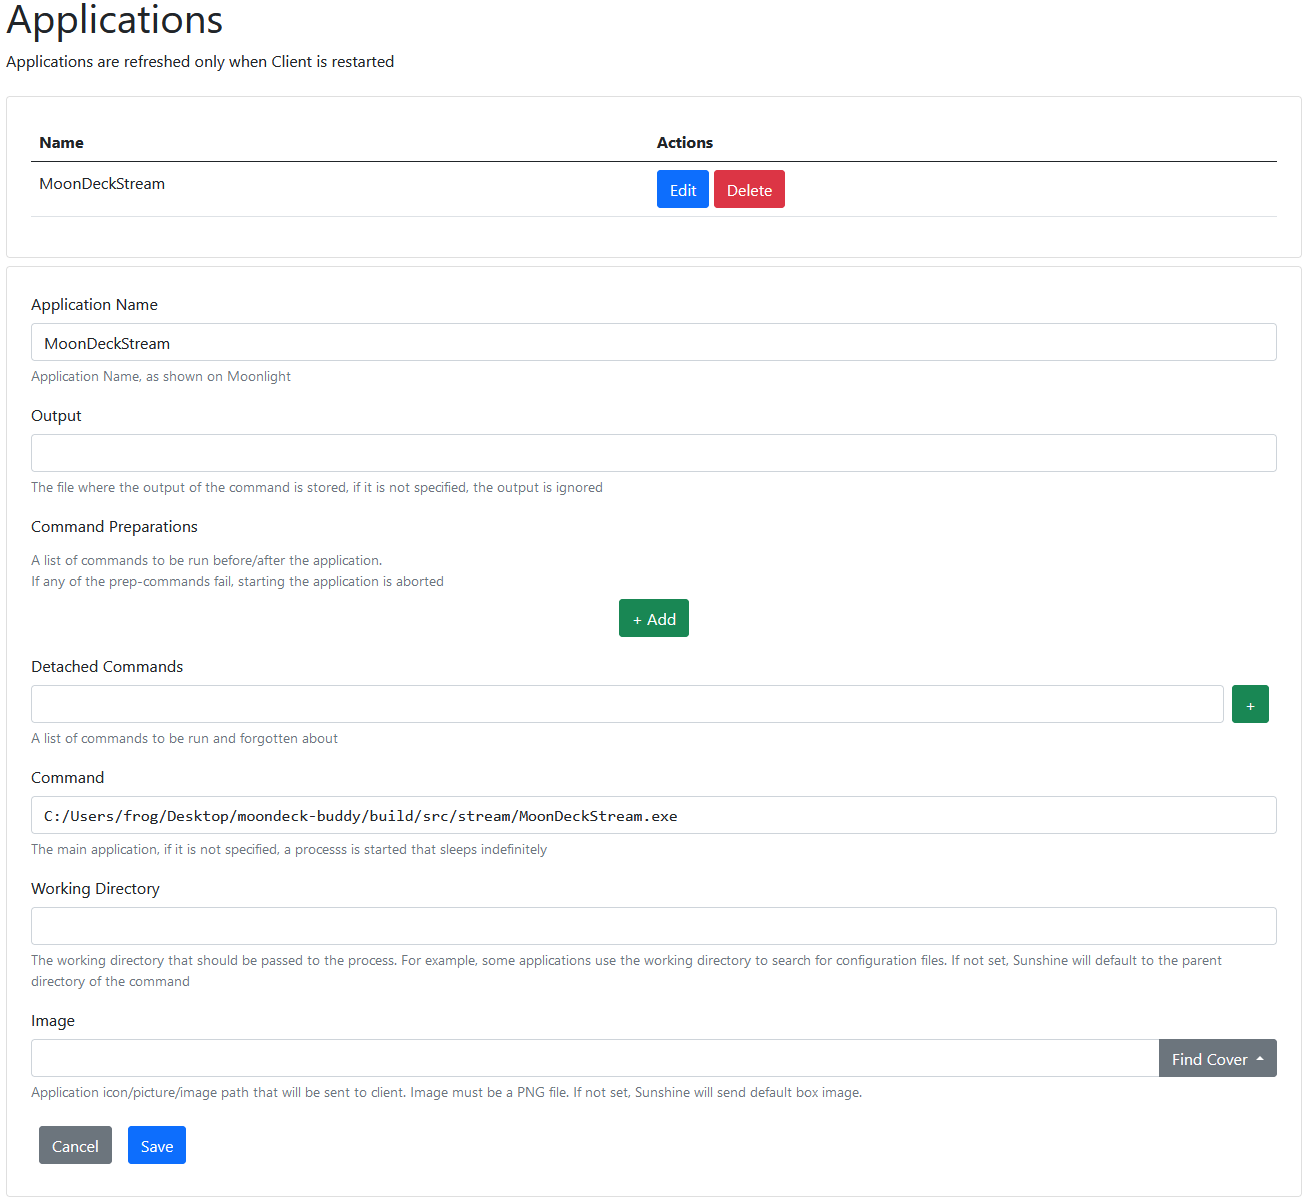 Applications
Applications are refreshed only when Client is restarted
Name Actions
MoonDeckStream Edit Delete
Application Name
MoonDeckStream
Application Name, as shown on Moonlight
Output
The file where the output of the command is stored, if it is not specified, the output is ignored
Command Preparations
A list of commands to be run before/after the application.
If any of the prep-commands fail, starting the application is aborted
+ Add
Detached Commands
+
A list of commands to be run and forgotten about
Command
C:/Users/frog/Desktop/moondeck-buddy/build/src/stream/MoonDeckStream.exe
The main application, if it is not specified, a processs is started that sleeps indefinitely
Working Directory
The working directory that should be passed to the process. For example, some applications use the working directory to search for configuration files. If not set, Sunshine will default to the parent
directory of the command
Image
Find Cover
Application icon/picture/image path that will be sent to client. Image must be a PNG file. If not set, Sunshine will send default box image.
Cancel Save